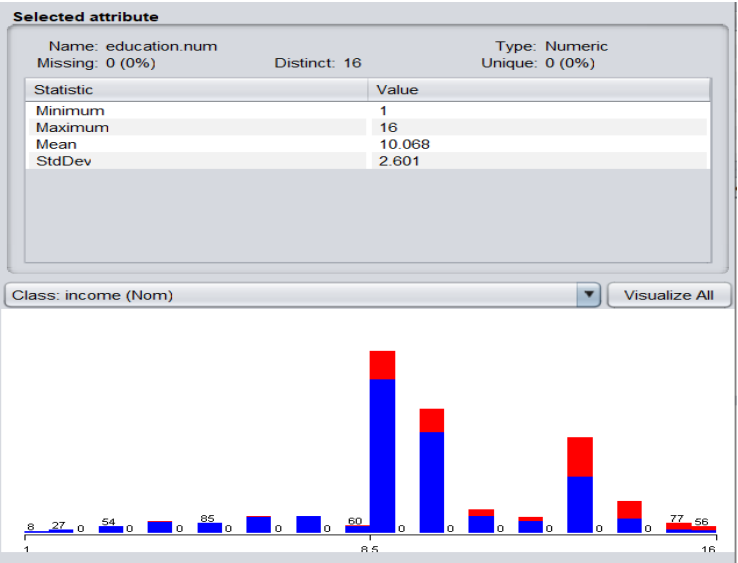 Selected attribute
Name: education.num Type: Numeric
Missing: 0 (0%) Distinct: 16 Unique: 0 (0%)
Statistic Value
Minimum 1
Maximum 16
Mean 10.068
StdDev 2.601
Class: income (Nom) Visualize All
8 27 0 54 0 0 85 0 0 0 60 0 0 0 0 0 0 77 56
1 8.5 16